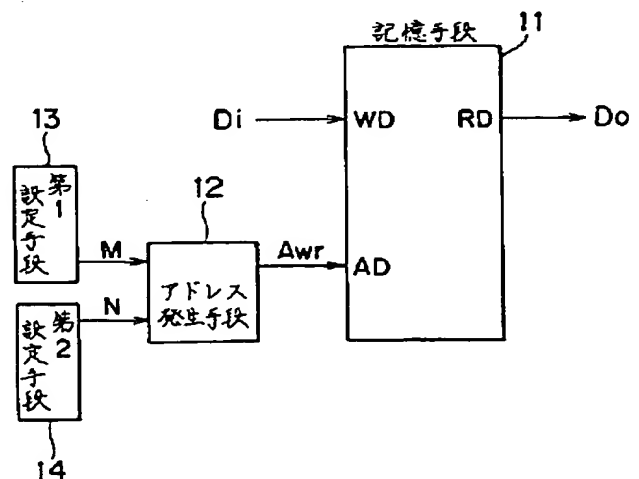 11
記憶手段
Di
WD
RD
Do
13
第1
設定手段
M
12
アドレス
発生手段
Awr
AD
N
第2
設定手段
14